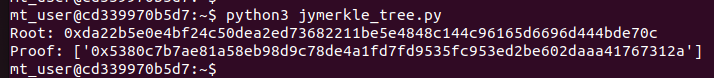 mt_user@cd339970b5d7:~$ python3 jymerkle_tree.py
Root: 0xda22b5e0e4bf24c50dea2ed73682211be5e4848c144c96165d6696d444bde70c
Proof: ['0x5380c7b7ae81a58eb98d9c78de4a1fd7fd9535fc953ed2be602daaa41767312a']
mt_user@cd339970b5d7:~$